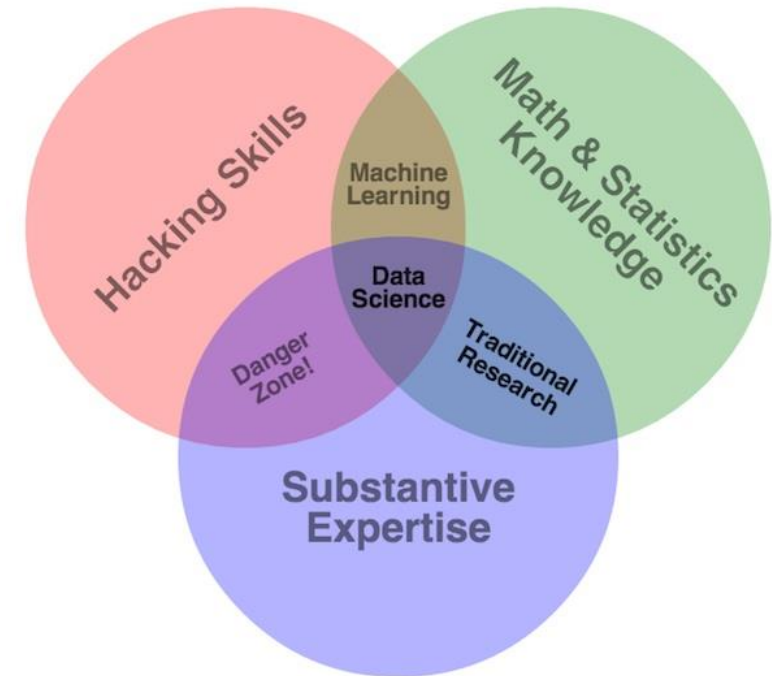 Hacking Skills
Math & Statistics
Knowledge
Machine
Learning
Data
Science
Danger
Zone!
Traditional
Research
Substantive
Expertise